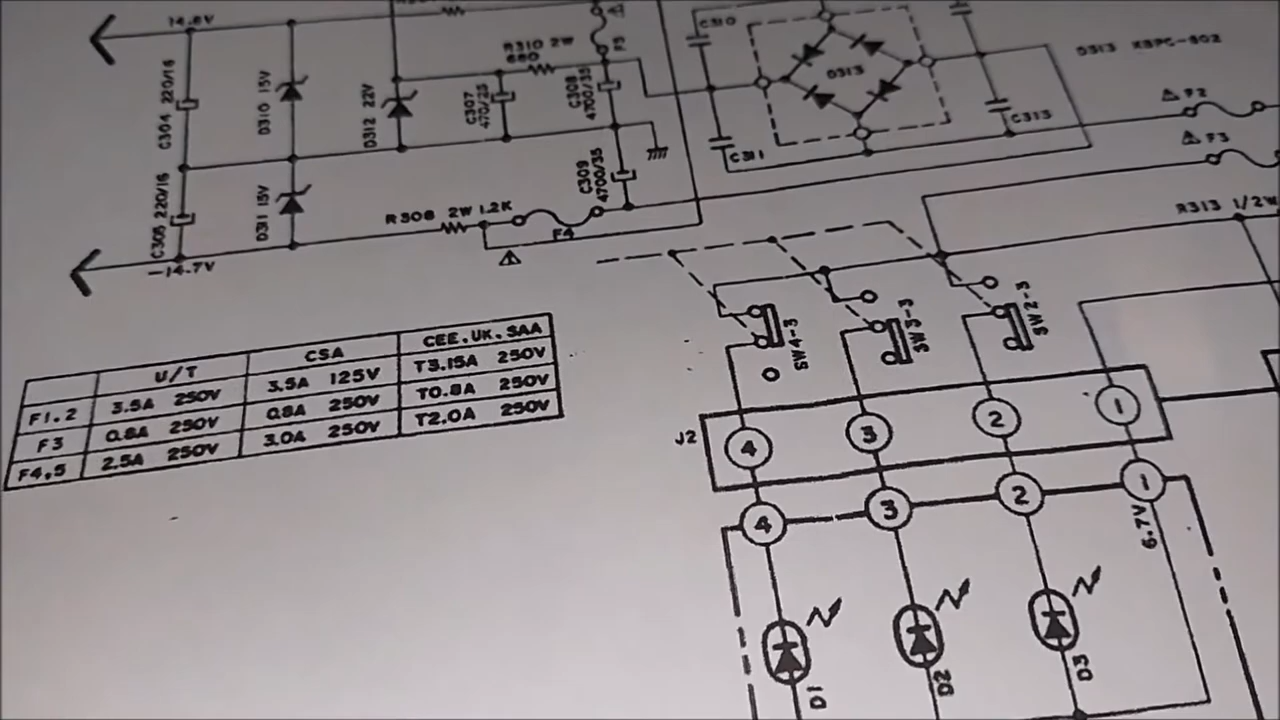 14.8V
C304 220/16
D310 15V
D312 22V
C307 470/25
R310 2W
680
F5
C308 4700/35
C310
C311
D313
D313 KBPC-802
C313
F2
F3
C305 220/16
D311 15V
-14.7V
R308 2W 1.2K
F4
C309 4700/35
R313 1/2W
SW4-3
SW3-3
SW2-3
U/T CSA CEE.UK.SAA
F1.2 3.5A 250V 3.5A 125V T3.15A 250V
F3 0.8A 250V 0.8A 250V T0.8A 250V
F4,5 2.5A 250V 3.0A 250V T2.0A 250V
J2
4 3 2 1
4 3 2 1
6.7V
D1 D2 D3